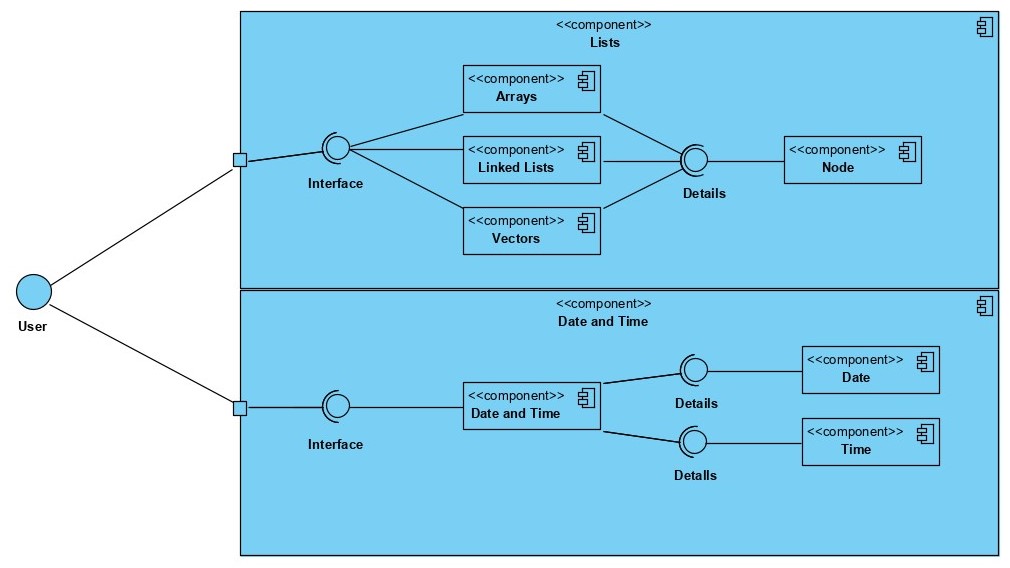 <<component>>
Lists
<<component>>
Arrays
<<component>>
Linked Lists
<<component>>
Vectors
<<component>>
Node
Interface
Details
User
<<component>>
Date and Time
<<component>>
Date and Time
<<component>>
Date
<<component>>
Time
Interface
Details
Detalls